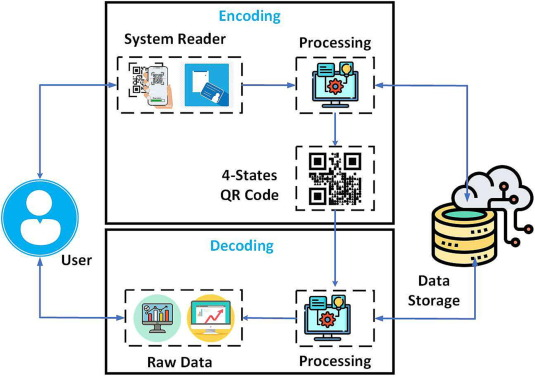 Encoding
System Reader
Processing
4-States
QR Code
User
Decoding
Data
Storage
Raw Data
Processing